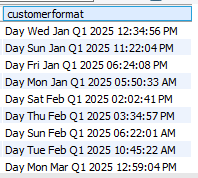 customerformat
Day Wed Jan Q1 2025 12:34:56 PM
Day Sun Jan Q1 2025 11:22:04 PM
Day Fri Jan Q1 2025 06:24:08 PM
Day Mon Jan Q1 2025 05:50:33 AM
Day Sat Feb Q1 2025 02:02:41 PM
Day Thu Feb Q1 2025 03:34:57 PM
Day Sun Feb Q1 2025 06:22:01 AM
Day Tue Feb Q1 2025 10:45:22 AM
Day Mon Mar Q1 2025 12:59:04 PM